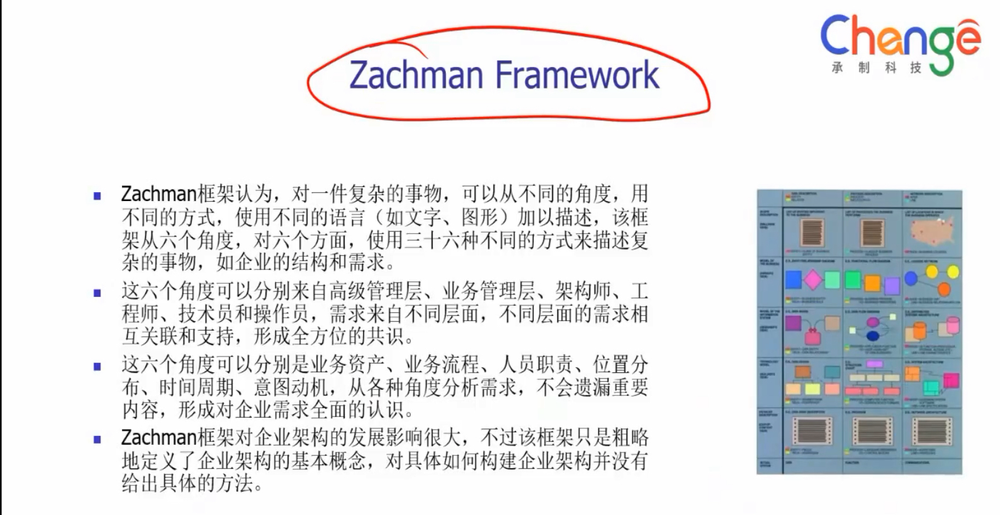 Change
承制科技
Zachman Framework
Zachman框架认为，对一件复杂的事物，可以从不同的角度，用
不同的方式，使用不同的语言（如文字、图形）加以描述，该框
架从六个角度，对六个方面，使用三十六种不同的方式来描述复
杂的事物，如企业的结构和需求。
这六个角度可以分别来自高级管理层、业务管理层、架构师、工
程师、技术员和操作员，需求来自不同层面，不同层面的需求相
互关联和支持，形成全方位的共识。
这六个角度可以分别是业务资产、业务流程、人员职责、位置分
布、时间周期、意图动机，从各种角度分析需求，不会遗漏重要
内容，形成对企业需求全面的认识。
Zachman框架对企业架构的发展影响很大，不过该框架只是粗略
地定义了企业架构的基本概念，对具体如何构建企业架构并没有
给出具体的方法。